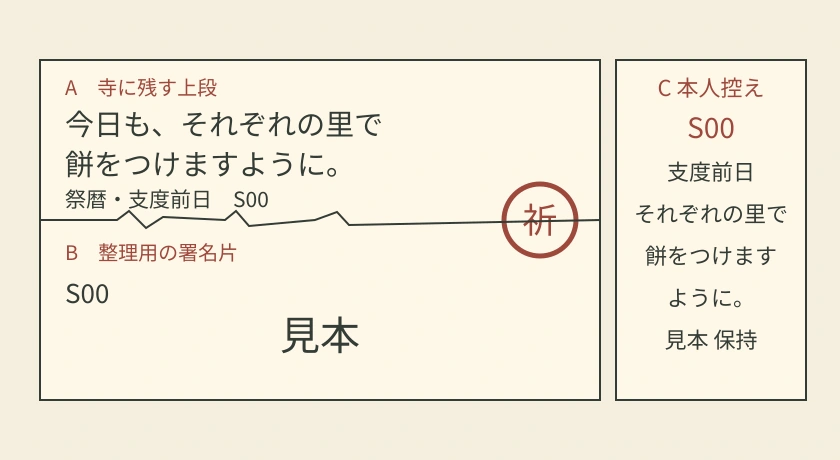 A 寺に残す上段
今日も、それぞれの里で
餅をつけますように。
祭暦・支度前日 S00
祈
B 整理用の署名片
S00
見本
C 本人控え
S00
支度前日
それぞれの里で
餅をつけます
ように。
見本 保持